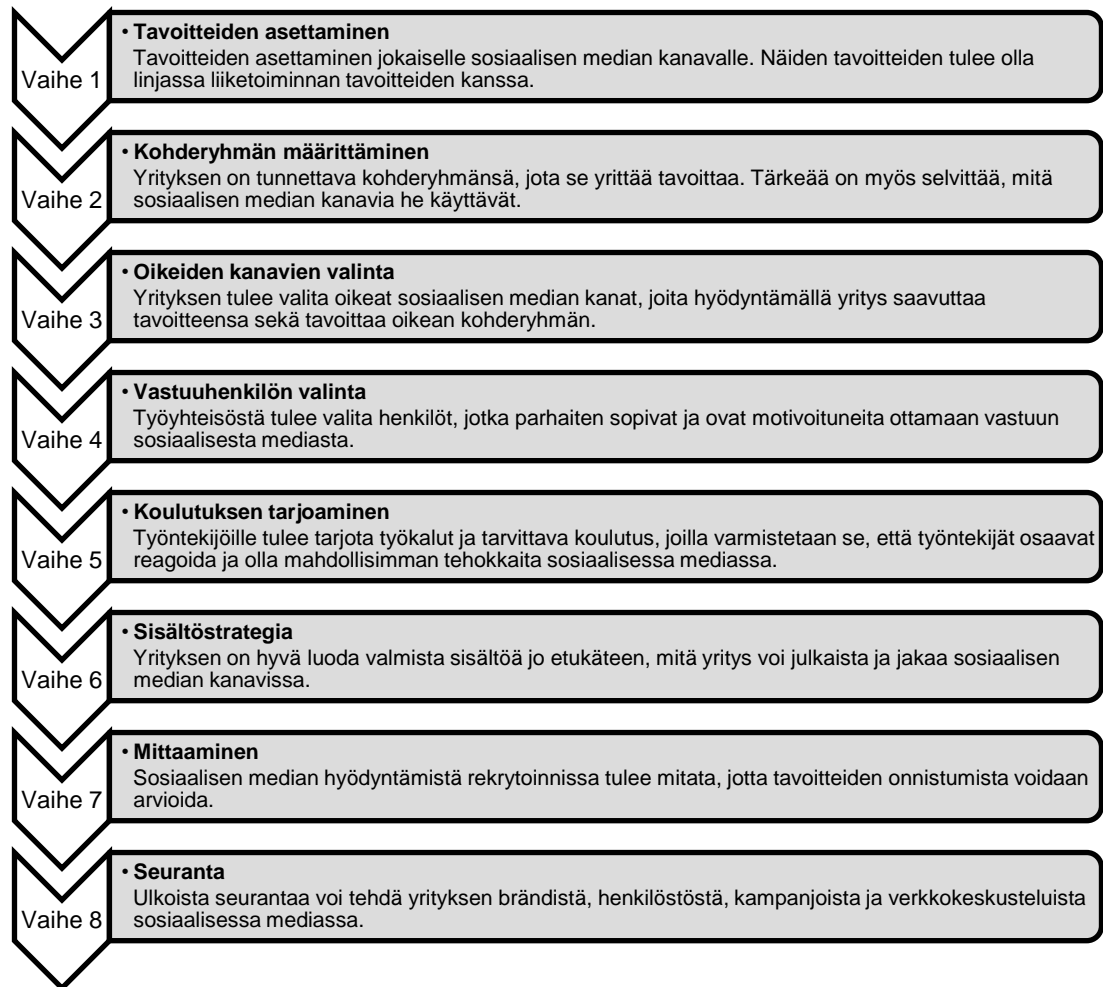 Vaihe 1
• Tavoitteiden asettaminen
Tavoitteiden asettaminen jokaiselle sosiaalisen median kanavalle. Näiden tavoitteiden tulee olla
linjassa liiketoiminnan tavoitteiden kanssa.
Vaihe 2
• Kohderyhmän määrittäminen
Yrityksen on tunnettava kohderyhmänsä, jota se yrittää tavoittaa. Tärkeää on myös selvittää, mitä
sosiaalisen median kanavia he käyttävät.
Vaihe 3
• Oikeiden kanavien valinta
Yrityksen tulee valita oikeat sosiaalisen median kanat, joita hyödyntämällä yritys saavuttaa
tavoitteensa sekä tavoittaa oikean kohderyhmän.
Vaihe 4
• Vastuuhenkilön valinta
Työyhteisöstä tulee valita henkilöt, jotka parhaiten sopivat ja ovat motivoituneita ottamaan vastuun
sosiaalisesta mediasta.
Vaihe 5
• Koulutuksen tarjoaminen
Työntekijöille tulee tarjota työkalut ja tarvittava koulutus, joilla varmistetaan se, että työntekijät osaavat
reagoida ja olla mahdollisimman tehokkaita sosiaalisessa mediassa.
Vaihe 6
• Sisältöstrategia
Yrityksen on hyvä luoda valmista sisältöä jo etukäteen, mitä yritys voi julkaista ja jakaa sosiaalisen
median kanavissa.
Vaihe 7
• Mittaaminen
Sosiaalisen median hyödyntämistä rekrytoinnissa tulee mitata, jotta tavoitteiden onnistumista voidaan
arvioida.
Vaihe 8
• Seuranta
Ulkoista seurantaa voi tehdä yrityksen brändistä, henkilöstöstä, kampanjoista ja verkkokeskusteluista
sosiaalisessa mediassa.